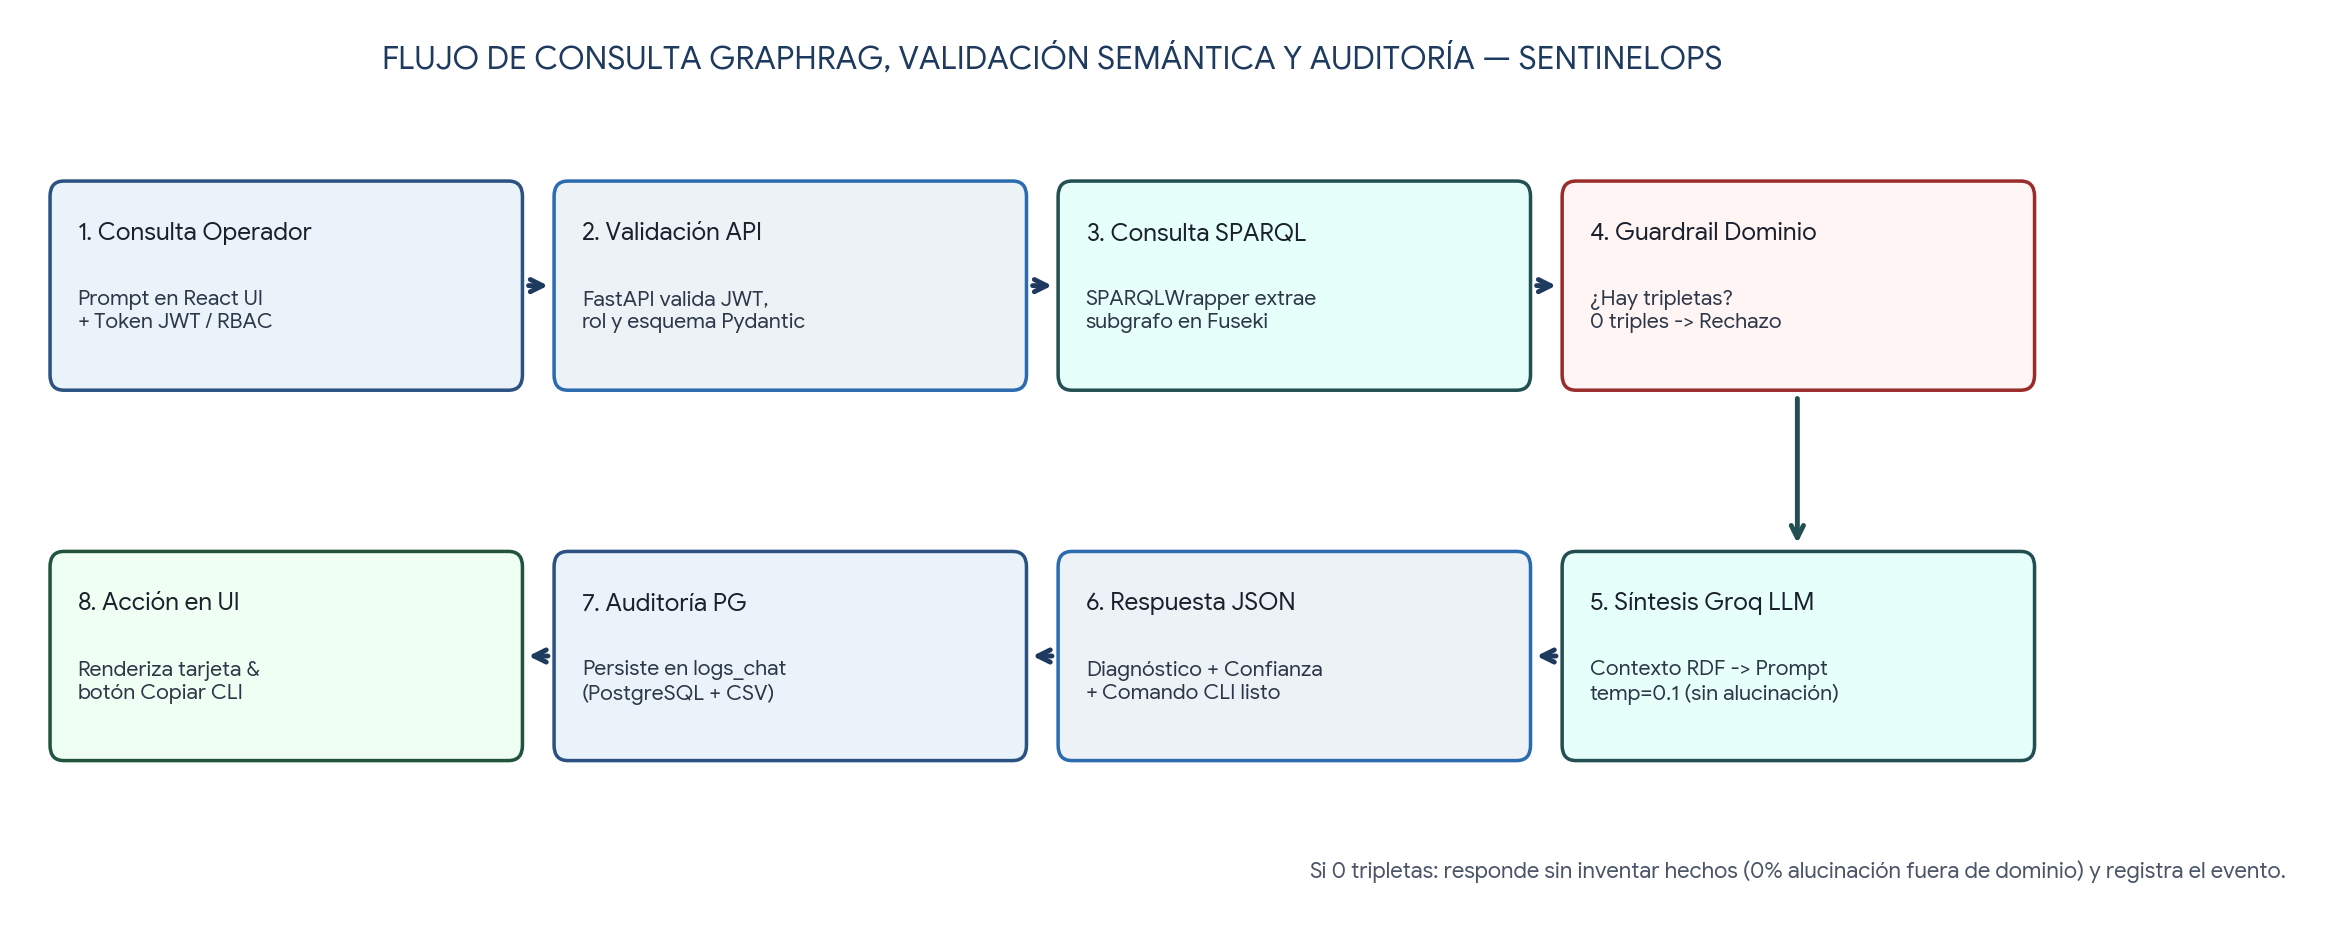 FLUJO DE CONSULTA GRAPHRAG, VALIDACIÓN SEMÁNTICA Y AUDITORÍA — SENTINELOPS
1. Consulta Operador
Prompt en React UI
+ Token JWT / RBAC
2. Validación API
FastAPI valida JWT,
rol y esquema Pydantic
3. Consulta SPARQL
SPARQLWrapper extrae
subgrafo en Fuseki
4. Guardrail Dominio
¿Hay tripletas?
0 triples -> Rechazo
5. Síntesis Groq LLM
Contexto RDF -> Prompt
temp=0.1 (sin alucinación)
6. Respuesta JSON
Diagnóstico + Confianza
+ Comando CLI listo
7. Auditoría PG
Persiste en logs_chat
(PostgreSQL + CSV)
8. Acción en UI
Renderiza tarjeta &
botón Copiar CLI
Si 0 tripletas: responde sin inventar hechos (0% alucinación fuera de dominio) y registra el evento.